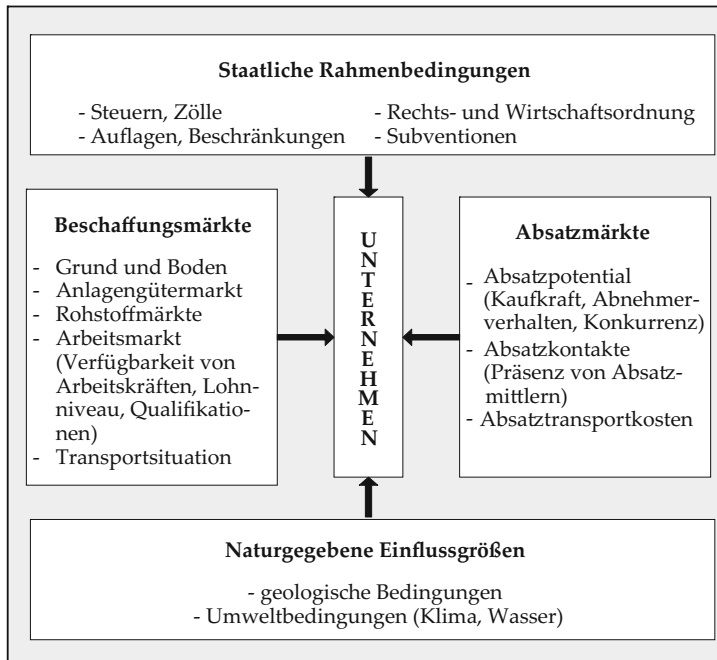 Staatliche Rahmenbedingungen
- Steuern, Zölle
- Auflagen, Beschränkungen
- Rechts- und Wirtschaftsordnung
- Subventionen
Beschaffungsmärkte
- Grund und Boden
- Anlagengütermarkt
- Rohstoffmärkte
- Arbeitsmarkt
(Verfügbarkeit von
Arbeitskräften, Lohn-
niveau, Qualifikatio-
nen)
- Transportsituation
UNTERNEHMEN
Absatzmärkte
- Absatzpotential
(Kaufkraft, Abnehmer-
verhalten, Konkurrenz)
- Absatzkontakte
(Präsenz von Absatz-
mittlern)
- Absatztransportkosten
Naturgegebene Einflussgrößen
- geologische Bedingungen
- Umweltbedingungen (Klima, Wasser)